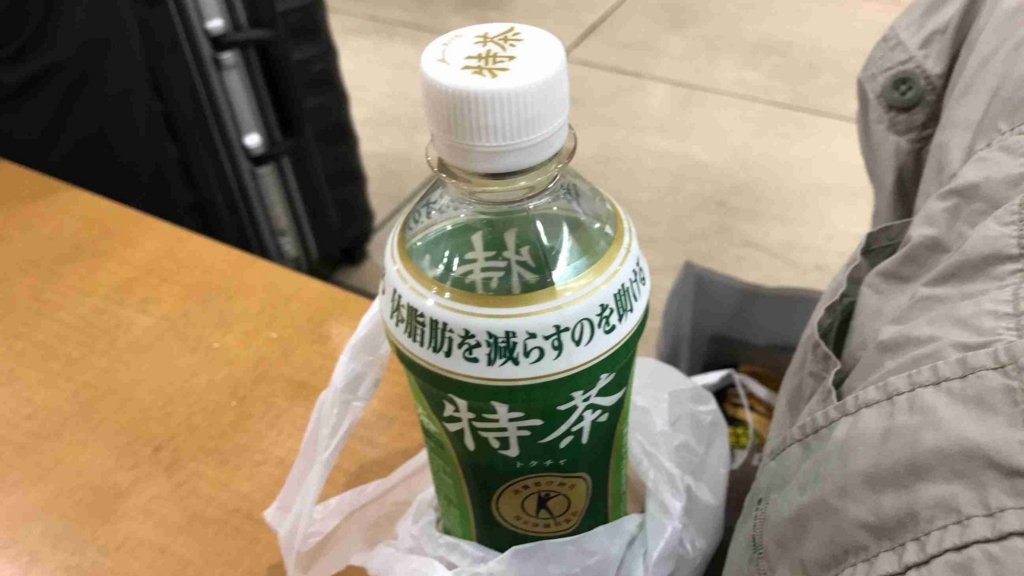 特茶
体脂肪を減らすのを助ける
特茶
トクチャ